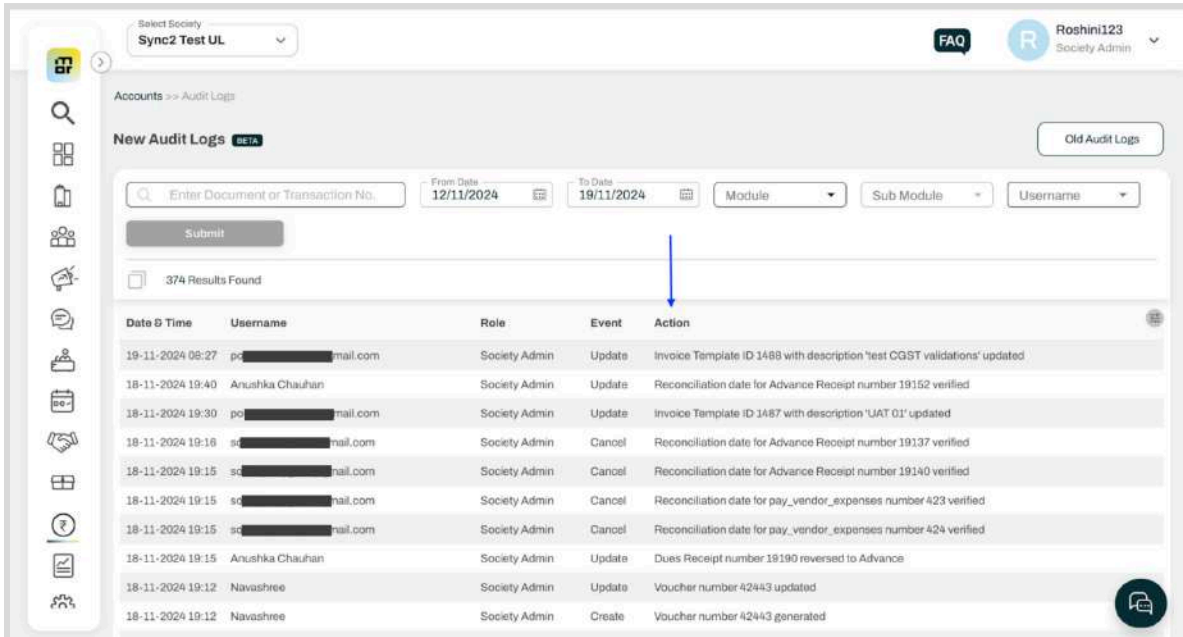 Select Society
Sync2 Test UL
FAQ
R
Roshini123
Society Admin
Accounts >> Audit Logs
New Audit Logs BETA
Old Audit Logs
Enter Document or Transaction No.
From Date
12/11/2024
To Date
19/11/2024
Module
Sub Module
Username
Submit
374 Results Found
Date & Time Username Role Event Action
19-11-2024 08:27 po mail.com Society Admin Update Invoice Template ID 1488 with description 'test CGST validations' updated
18-11-2024 19:40 Anushka Chauhan Society Admin Update Reconciliation date for Advance Receipt number 19152 verified
18-11-2024 19:30 po mail.com Society Admin Update Invoice Template ID 1487 with description 'UAT 01' updated
18-11-2024 19:16 so mail.com Society Admin Cancel Reconciliation date for Advance Receipt number 19137 verified
18-11-2024 19:15 so mail.com Society Admin Cancel Reconciliation date for Advance Receipt number 19140 verified
18-11-2024 19:15 so mail.com Society Admin Cancel Reconciliation date for pay_vendor_expenses number 423 verified
18-11-2024 19:15 so mail.com Society Admin Cancel Reconciliation date for pay_vendor_expenses number 424 verified
18-11-2024 19:15 Anushka Chauhan Society Admin Update Dues Receipt number 19190 reversed to Advance
18-11-2024 19:12 Navashree Society Admin Update Voucher number 42443 updated
18-11-2024 19:12 Navashree Society Admin Create Voucher number 42443 generated